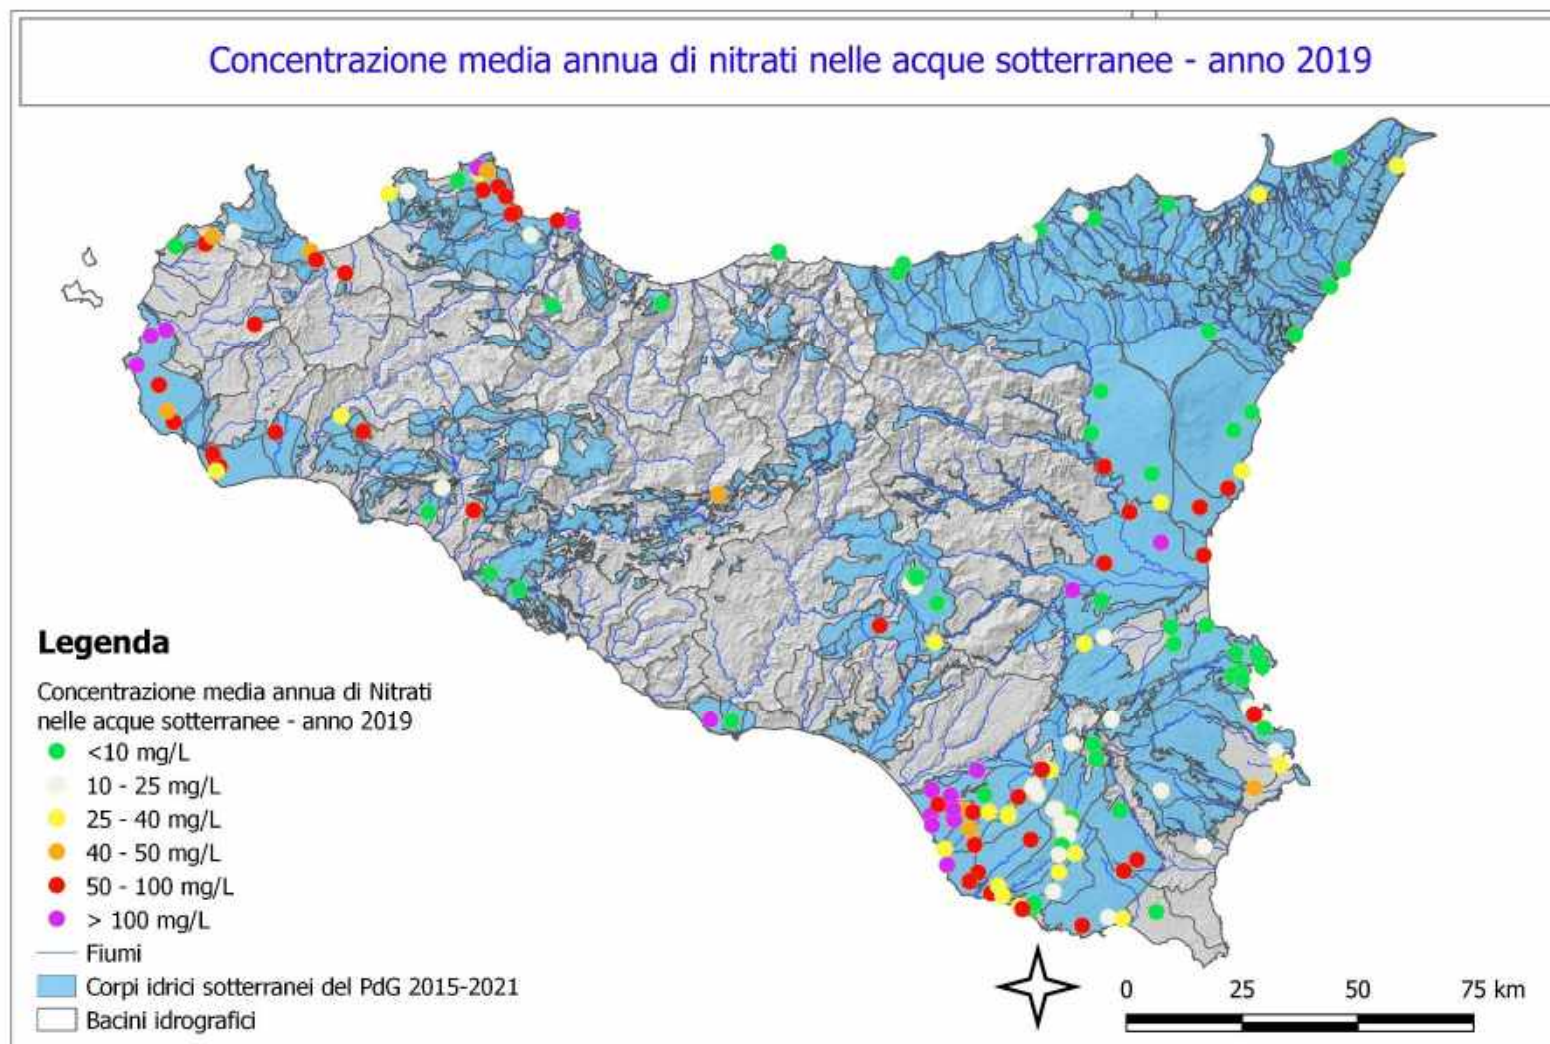 Concentrazione media annua di nitrati nelle acque sotterranee - anno 2019
Legenda
Concentrazione media annua di Nitrati
nelle acque sotterranee - anno 2019
<10 mg/L
10 - 25 mg/L
25 - 40 mg/L
40 - 50 mg/L
50 - 100 mg/L
> 100 mg/L
Fiumi
Corpi idrici sotterranei del PdG 2015-2021
Bacini idrografici
0 25 50 75 km